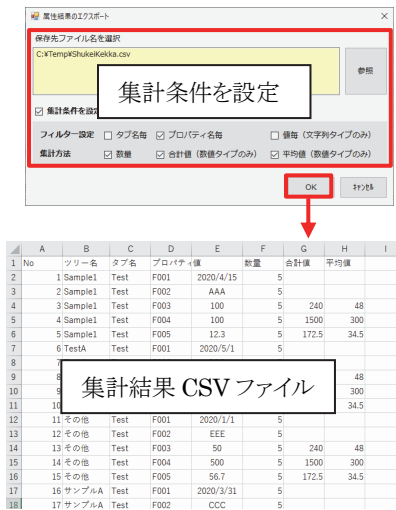 属性結果のエクスポート
保存先ファイル名を選択
C:¥Temp¥ShukeiKekka.csv
参照
集計条件を設定
集計条件を設定
フィルター設定 タブ名毎 プロパティ名毎 値毎 (文字列タイプのみ)
集計方法 数量 合計値 (数値タイプのみ) 平均値 (数値タイプのみ)
OK ｷｬﾝｾﾙ
A B C D E F G H I
1 No ツリー名 タブ名 プロパティ値 数量 合計値 平均値
2 1 Sample1 Test F001 2020/4/15 5
3 2 Sample1 Test F002 AAA 5
4 3 Sample1 Test F003 100 5 240 48
5 4 Sample1 Test F004 100 5 1500 300
6 5 Sample1 Test F005 12.3 5 172.5 34.5
7 6 TestA Test F001 2020/5/1 5
8
9 48
10 300
11 10 34.5
集計結果 CSV ファイル
12 11 その他 Test F001 2020/1/1 5
13 12 その他 Test F002 EEE 5
14 13 その他 Test F003 50 5 240 48
15 14 その他 Test F004 500 5 1500 300
16 15 その他 Test F005 56.7 5 172.5 34.5
17 16 サンプルA Test F001 2020/3/31 5
18 17 サンプルA Test F002 CCC 5